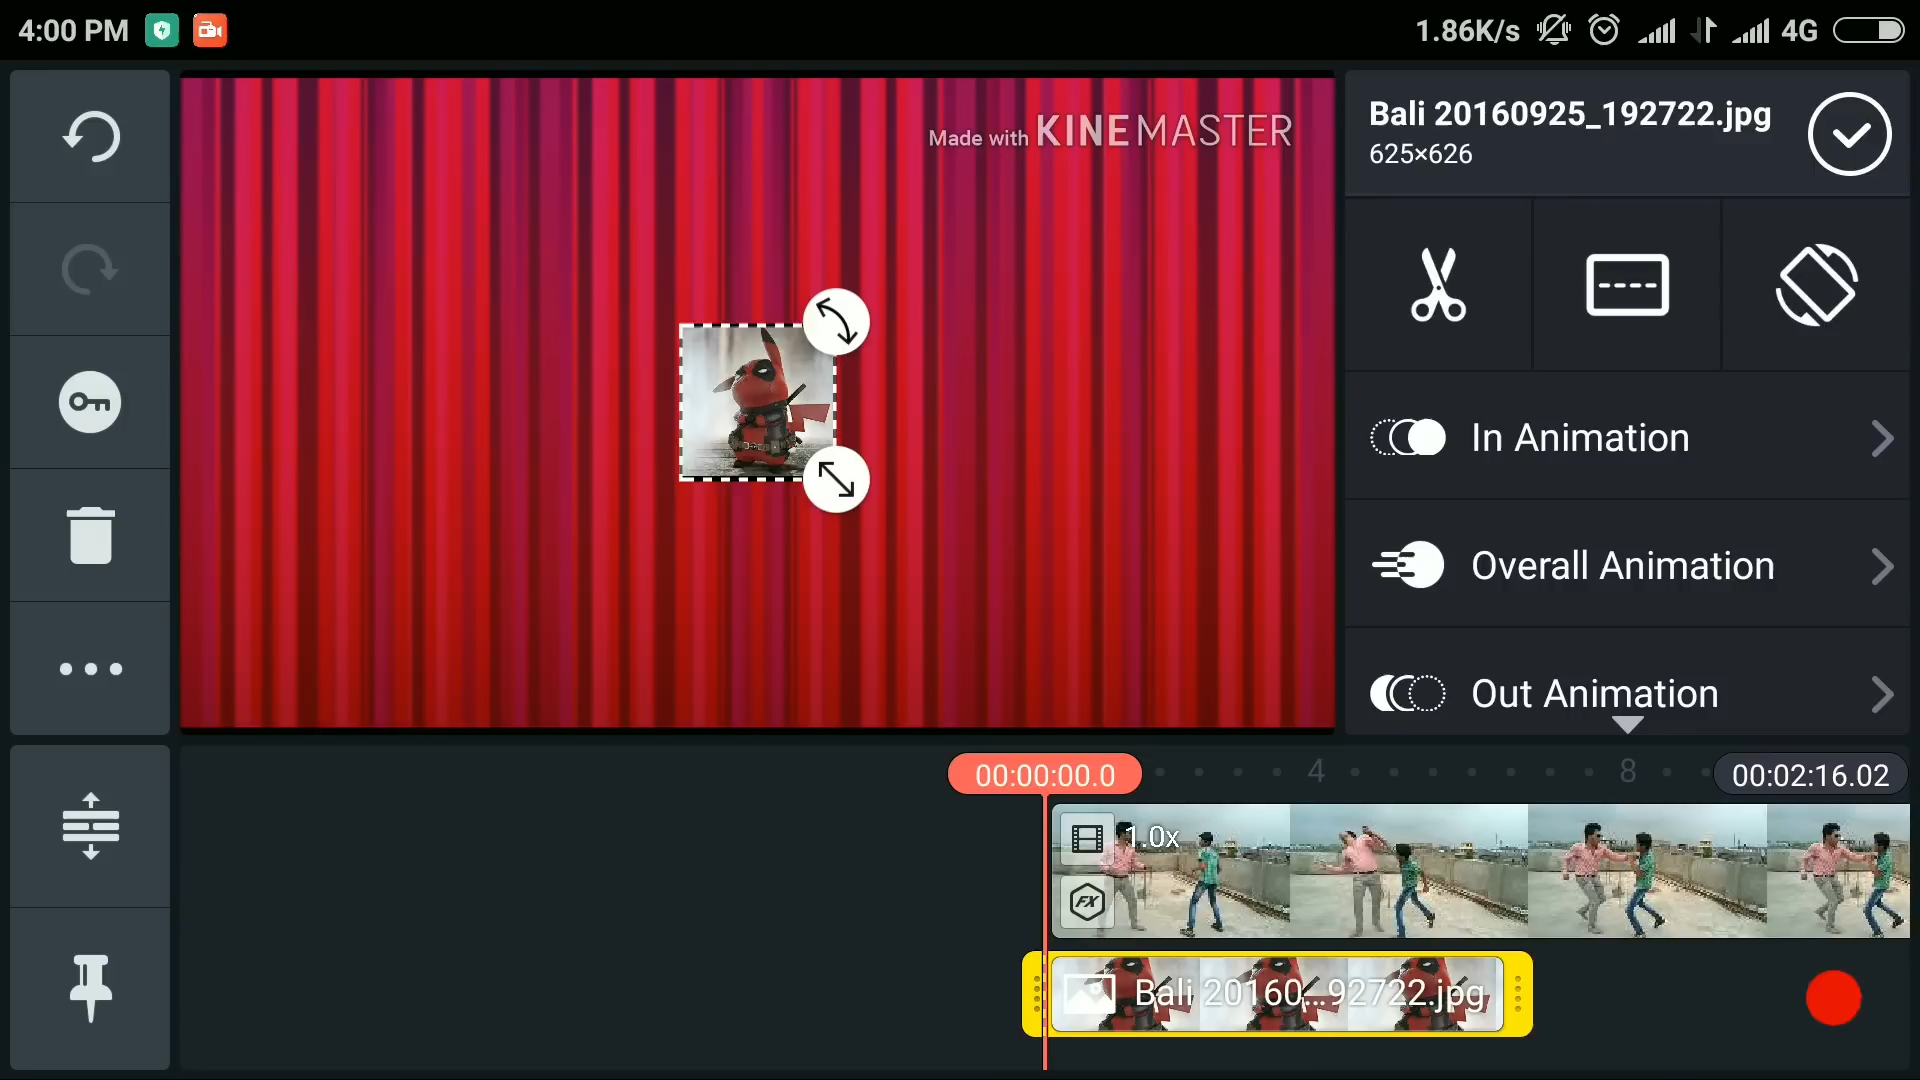 4:00 PM
1.86K/s
4G
Made with KINEMASTER
Bali 20160925_192722.jpg
625×626
In Animation
Overall Animation
Out Animation
00:00:00.0
4
8
00:02:16.02
1.0x
FX
Bali 20160...92722.jpg